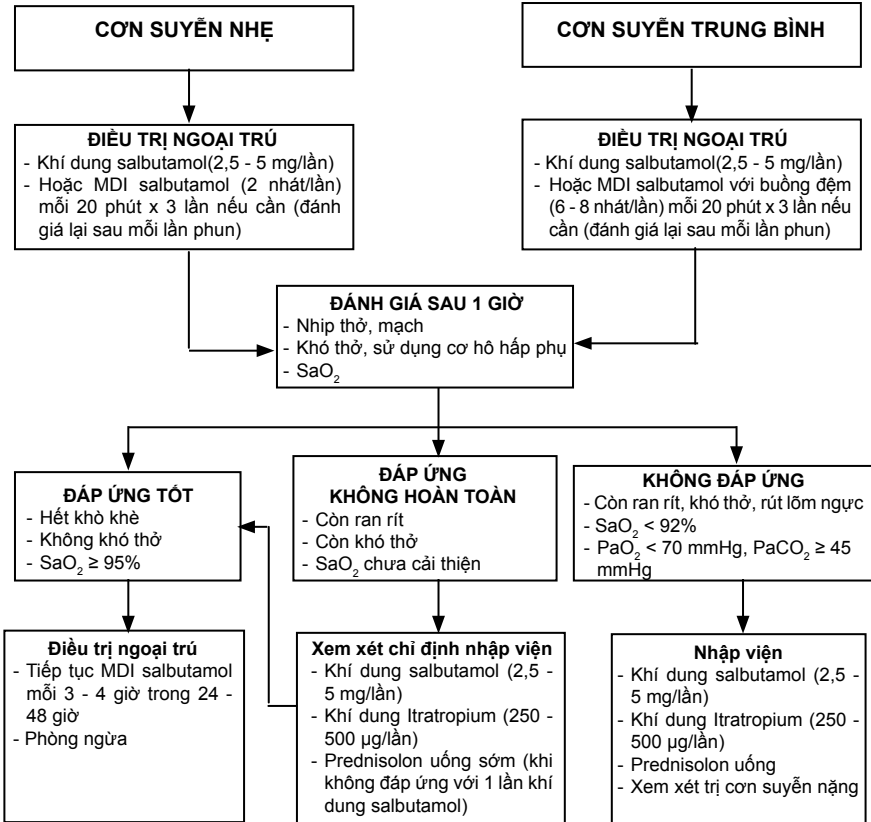 CƠN SUYỄN NHẸ
CƠN SUYỄN TRUNG BÌNH
ĐIỀU TRỊ NGOẠI TRÚ
- Khí dung salbutamol(2,5 - 5 mg/lần)
- Hoặc MDI salbutamol (2 nhát/lần)
mỗi 20 phút x 3 lần nếu cần (đánh
giá lại sau mỗi lần phun)
ĐIỀU TRỊ NGOẠI TRÚ
- Khí dung salbutamol(2,5 - 5 mg/lần)
- Hoặc MDI salbutamol với buồng đệm
(6 - 8 nhát/lần) mỗi 20 phút x 3 lần nếu
cần (đánh giá lại sau mỗi lần phun)
ĐÁNH GIÁ SAU 1 GIỜ
- Nhip thở, mạch
- Khó thở, sử dụng cơ hô hấp phụ
- SaO₂
ĐÁP ỨNG TỐT
- Hết khò khè
- Không khó thở
- SaO₂ ≥ 95%
ĐÁP ỨNG
KHÔNG HOÀN TOÀN
- Còn ran rít
- Còn khó thở
- SaO₂ chưa cải thiện
KHÔNG ĐÁP ỨNG
- Còn ran rít, khó thở, rút lõm ngực
- SaO₂ < 92%
- PaO₂ < 70 mmHg, PaCO₂ ≥ 45
mmHg
Điều trị ngoại trú
- Tiếp tục MDI salbutamol
mỗi 3 - 4 giờ trong 24 -
48 giờ
- Phòng ngừa
Xem xét chỉ định nhập viện
- Khí dung salbutamol (2,5 -
5 mg/lần)
- Khí dung Itratropium (250 -
500 µg/lần)
- Prednisolon uống sớm (khi
không đáp ứng với 1 lần khí
dung salbutamol)
Nhập viện
- Khí dung salbutamol (2,5 -
5 mg/lần)
- Khí dung Itratropium (250 -
500 µg/lần)
- Prednisolon uống
- Xem xét trị cơn suyễn nặng